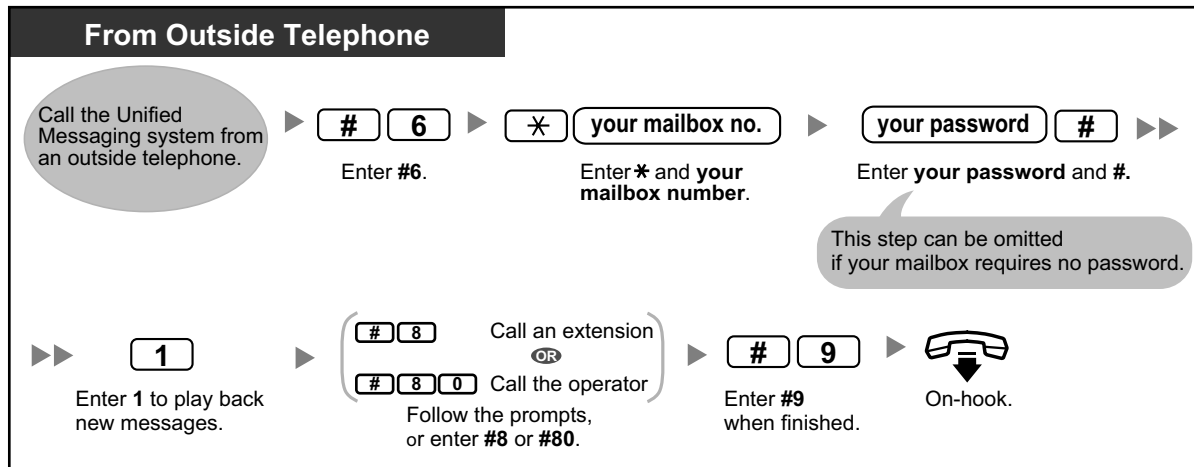 From Outside Telephone
Call the Unified
Messaging system from
an outside telephone.
# 6
Enter #6.
* your mailbox no.
Enter * and your
mailbox number.
your password #
Enter your password and #.
This step can be omitted
if your mailbox requires no password.
1
Enter 1 to play back
new messages.
# 8 Call an extension
OR
# 8 0 Call the operator
Follow the prompts,
or enter #8 or #80.
# 9
Enter #9
when finished.
On-hook.